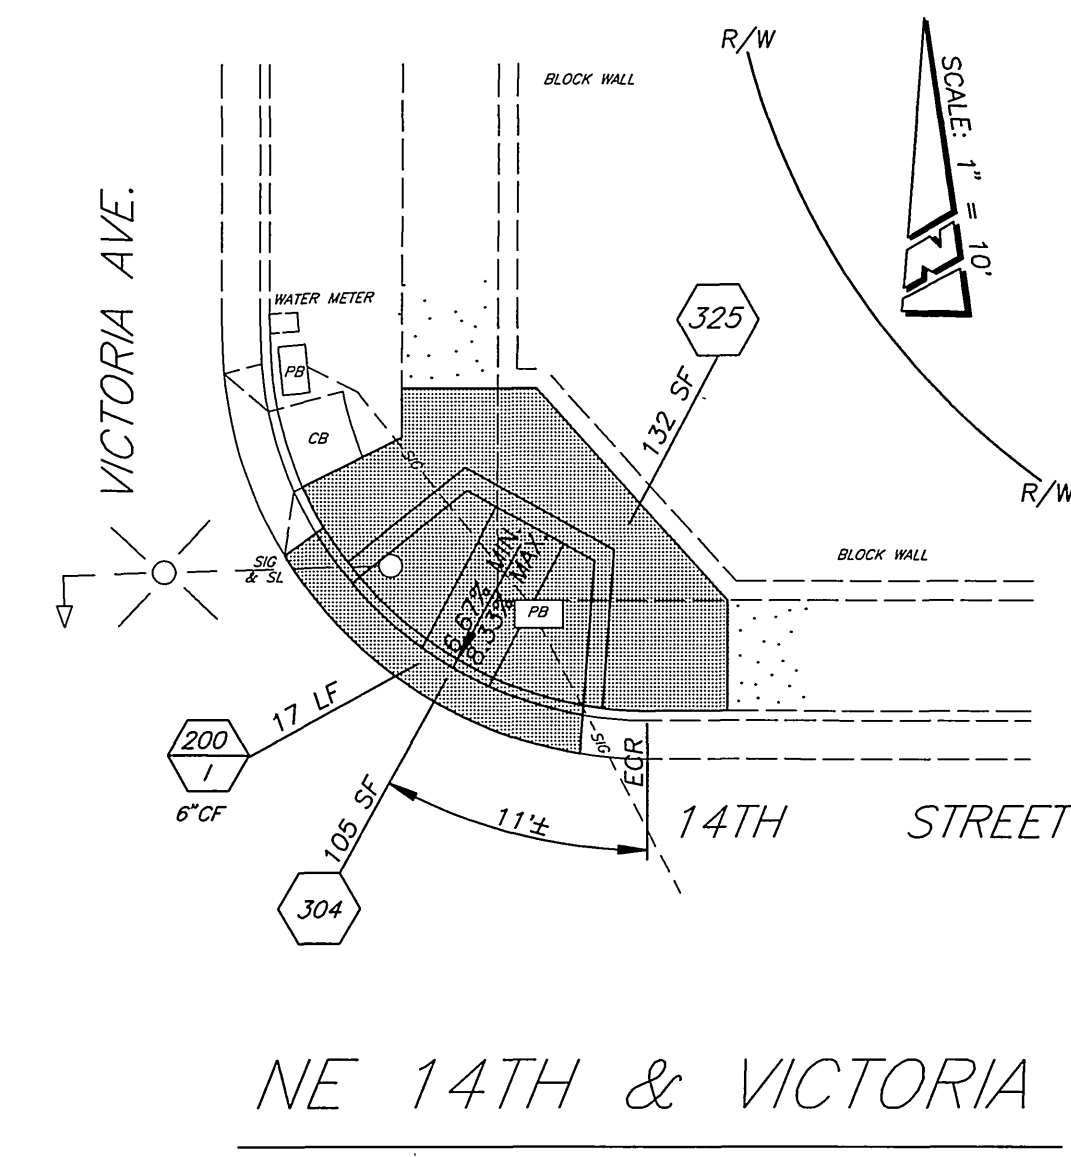 R/W
BLOCK WALL
SCALE: 1" = 10'
N
VICTORIA AVE.
WATER METER
325
PB
132 SF
CB
SIG
R/W
6.67% MIN.
8.33% MAX.
BLOCK WALL
SIG
& SL
PB
17 LF
200
1
6"CF
SIG
ECR
105 SF
11'±
14TH STREET
304
NE 14TH & VICTORIA